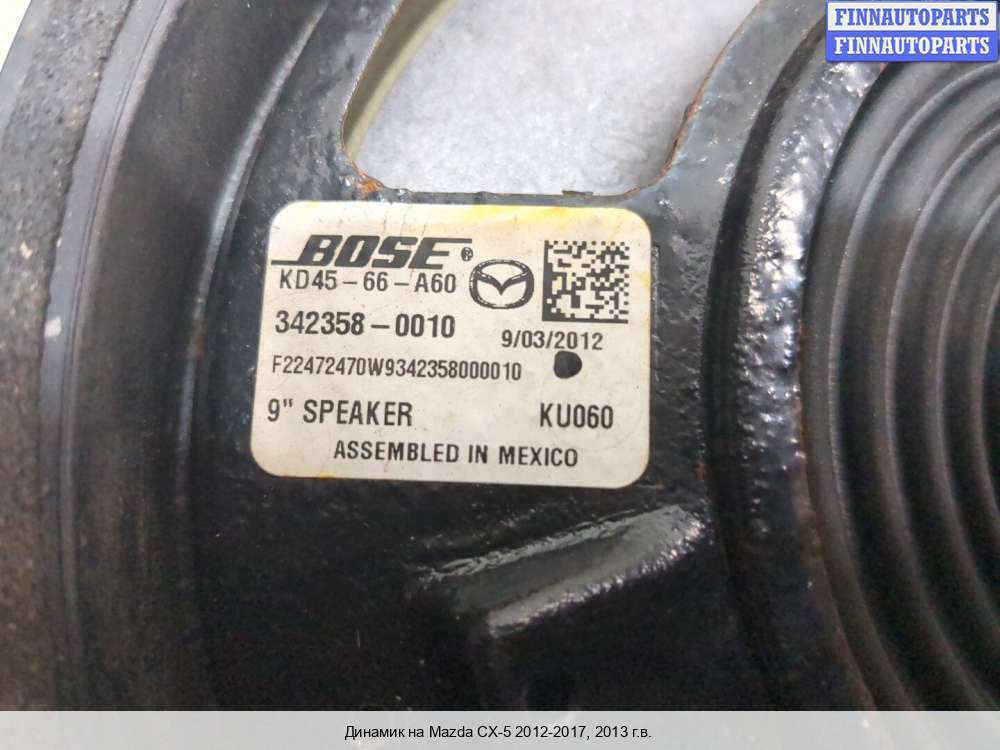 FINNAUTOPARTS
FINNAUTOPARTS
BOSE®
KD45-66-A60
342358-0010
9/03/2012
F22472470W9342358000010
9" SPEAKER KU060
ASSEMBLED IN MEXICO
Динамик на Mazda CX-5 2012-2017, 2013 г.в.